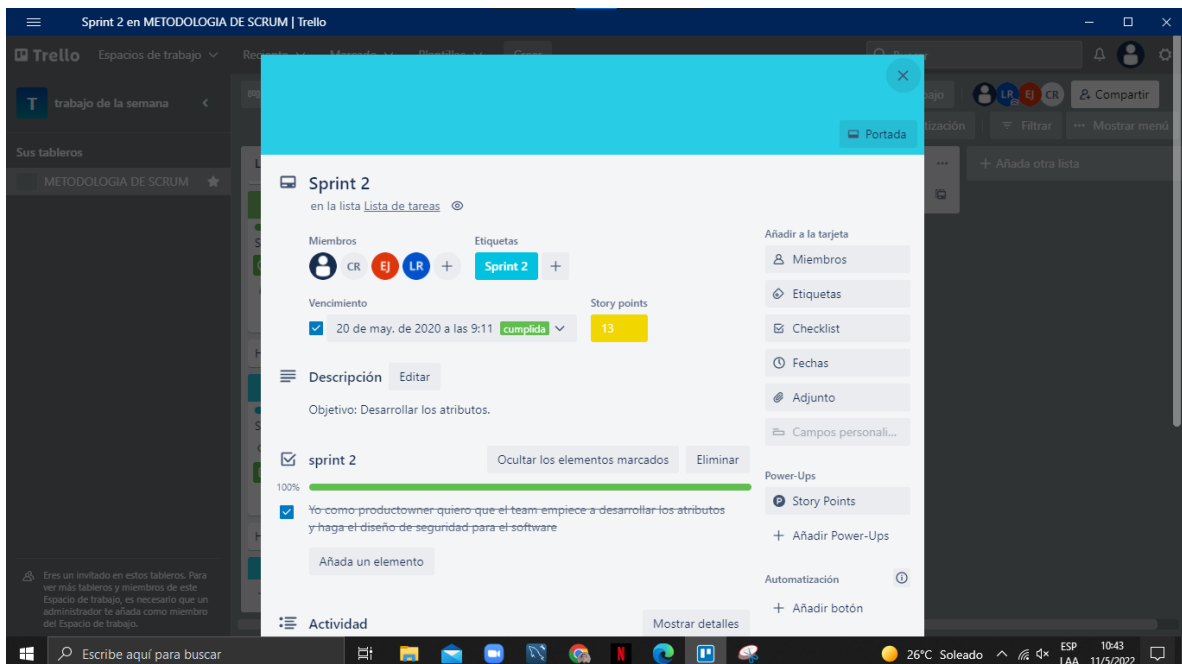 Sprint 2 en METODOLOGIA DE SCRUM | Trello
Trello Espacios de trabajo Reciente Marcado Plantillas Crear Buscar
T trabajo de la semana
LR EJ CR Compartir
Portada
Filtrar Mostrar menú
Sus tableros
METODOLOGIA DE SCRUM
+ Añada otra lista
Sprint 2
en la lista Lista de tareas
Miembros Etiquetas
CR EJ LR + Sprint 2 +
Vencimiento Story points
20 de may. de 2020 a las 9:11 cumplida 13
Descripción Editar
Objetivo: Desarrollar los atributos.
sprint 2 Ocultar los elementos marcados Eliminar
100%
Yo como productowner quiero que el team empiece a desarrollar los atributos
y haga el diseño de seguridad para el software
Añada un elemento
Actividad Mostrar detalles
Añadir a la tarjeta
Miembros
Etiquetas
Checklist
Fechas
Adjunto
Campos personali...
Power-Ups
Story Points
+ Añadir Power-Ups
Automatización
+ Añadir botón
Eres un invitado en estos tableros. Para
ver más tableros y miembros de este
Espacio de trabajo, es necesario que un
administrador te añada como miembro
del Espacio de trabajo.
Escribe aquí para buscar
26°C Soleado
ESP
LAA
10:43
11/5/2022